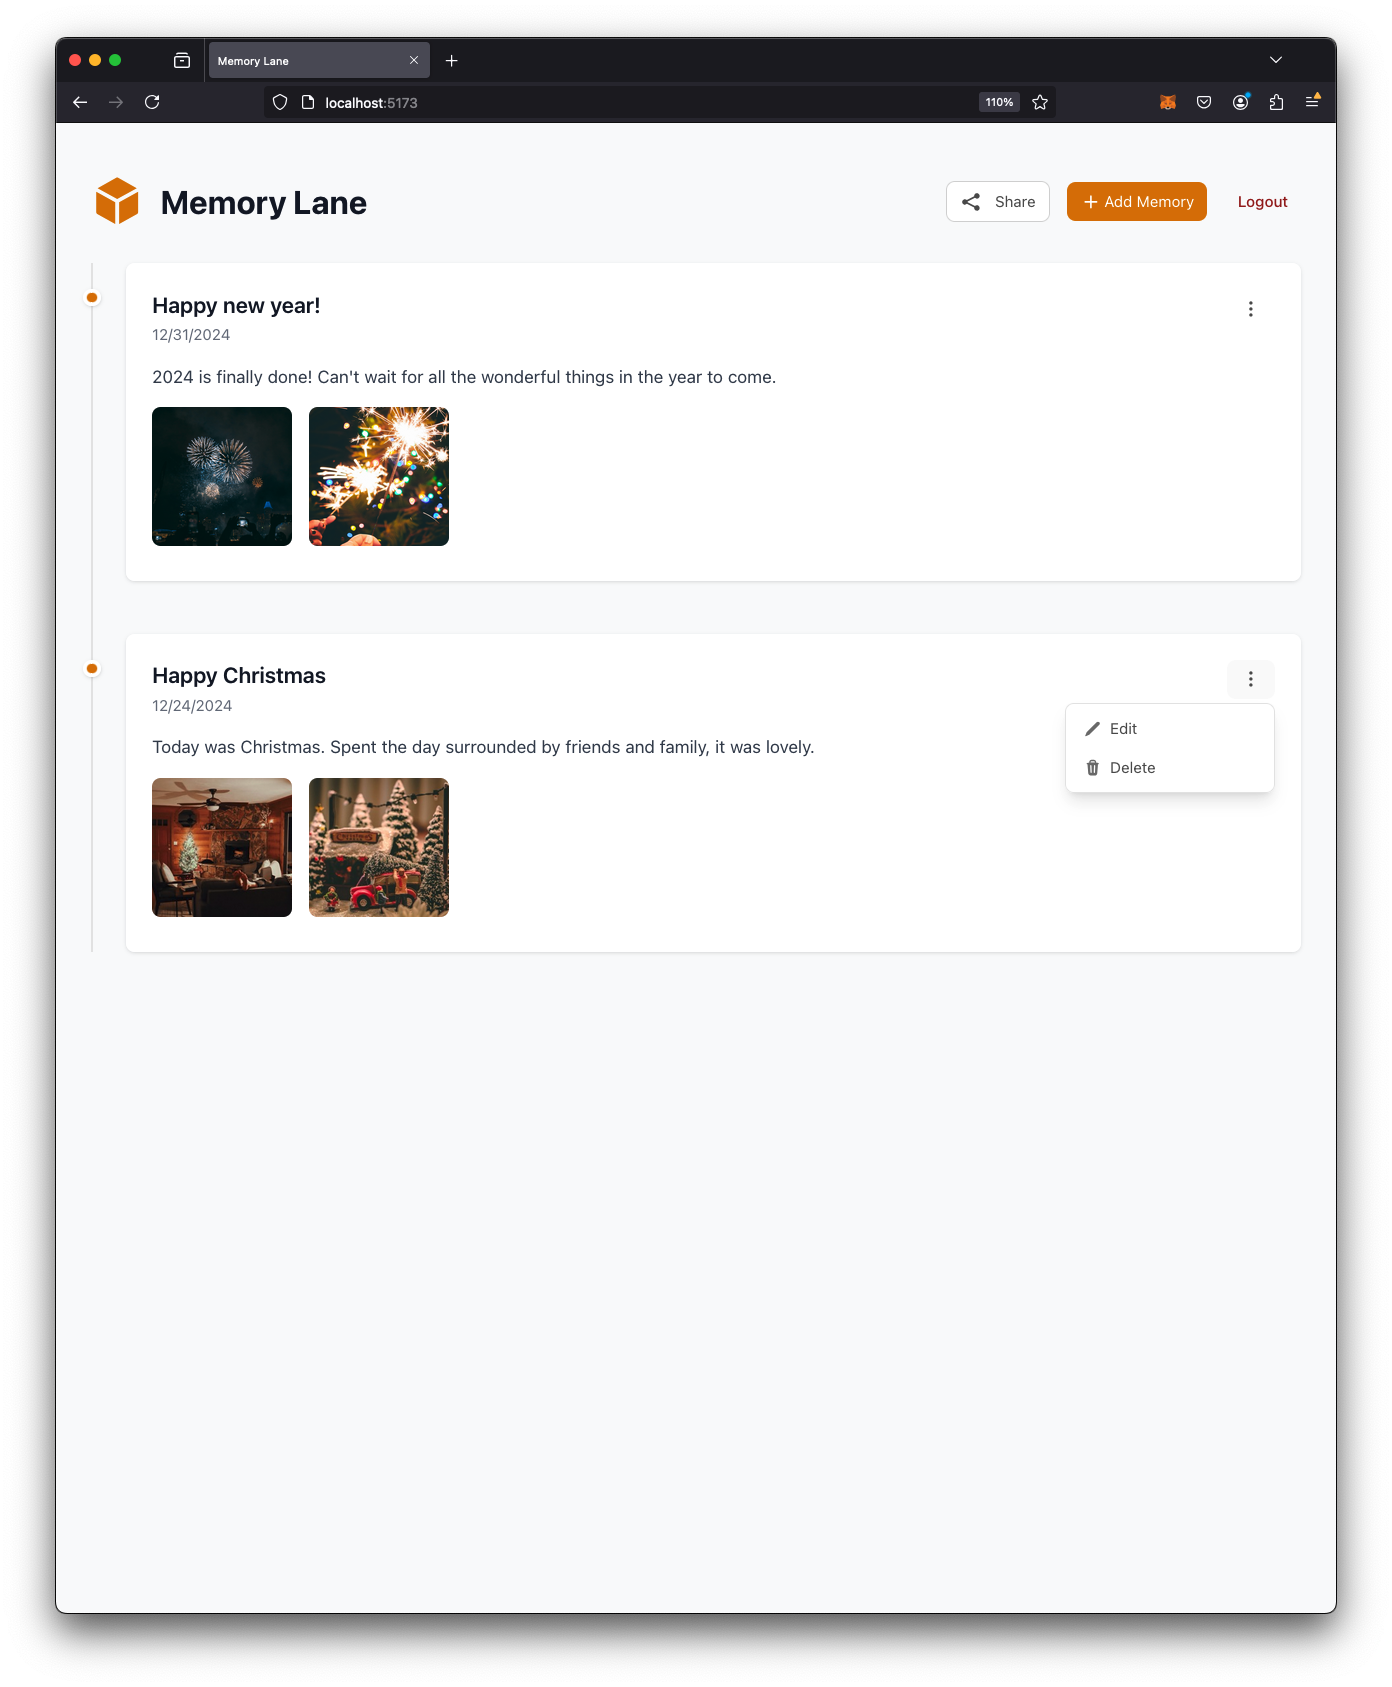 Memory Lane
localhost:5173
110%
Memory Lane
Share
Add Memory
Logout
Happy new year!
12/31/2024
2024 is finally done! Can't wait for all the wonderful things in the year to come.
Happy Christmas
12/24/2024
Edit
Today was Christmas. Spent the day surrounded by friends and family, it was lovely.
Delete